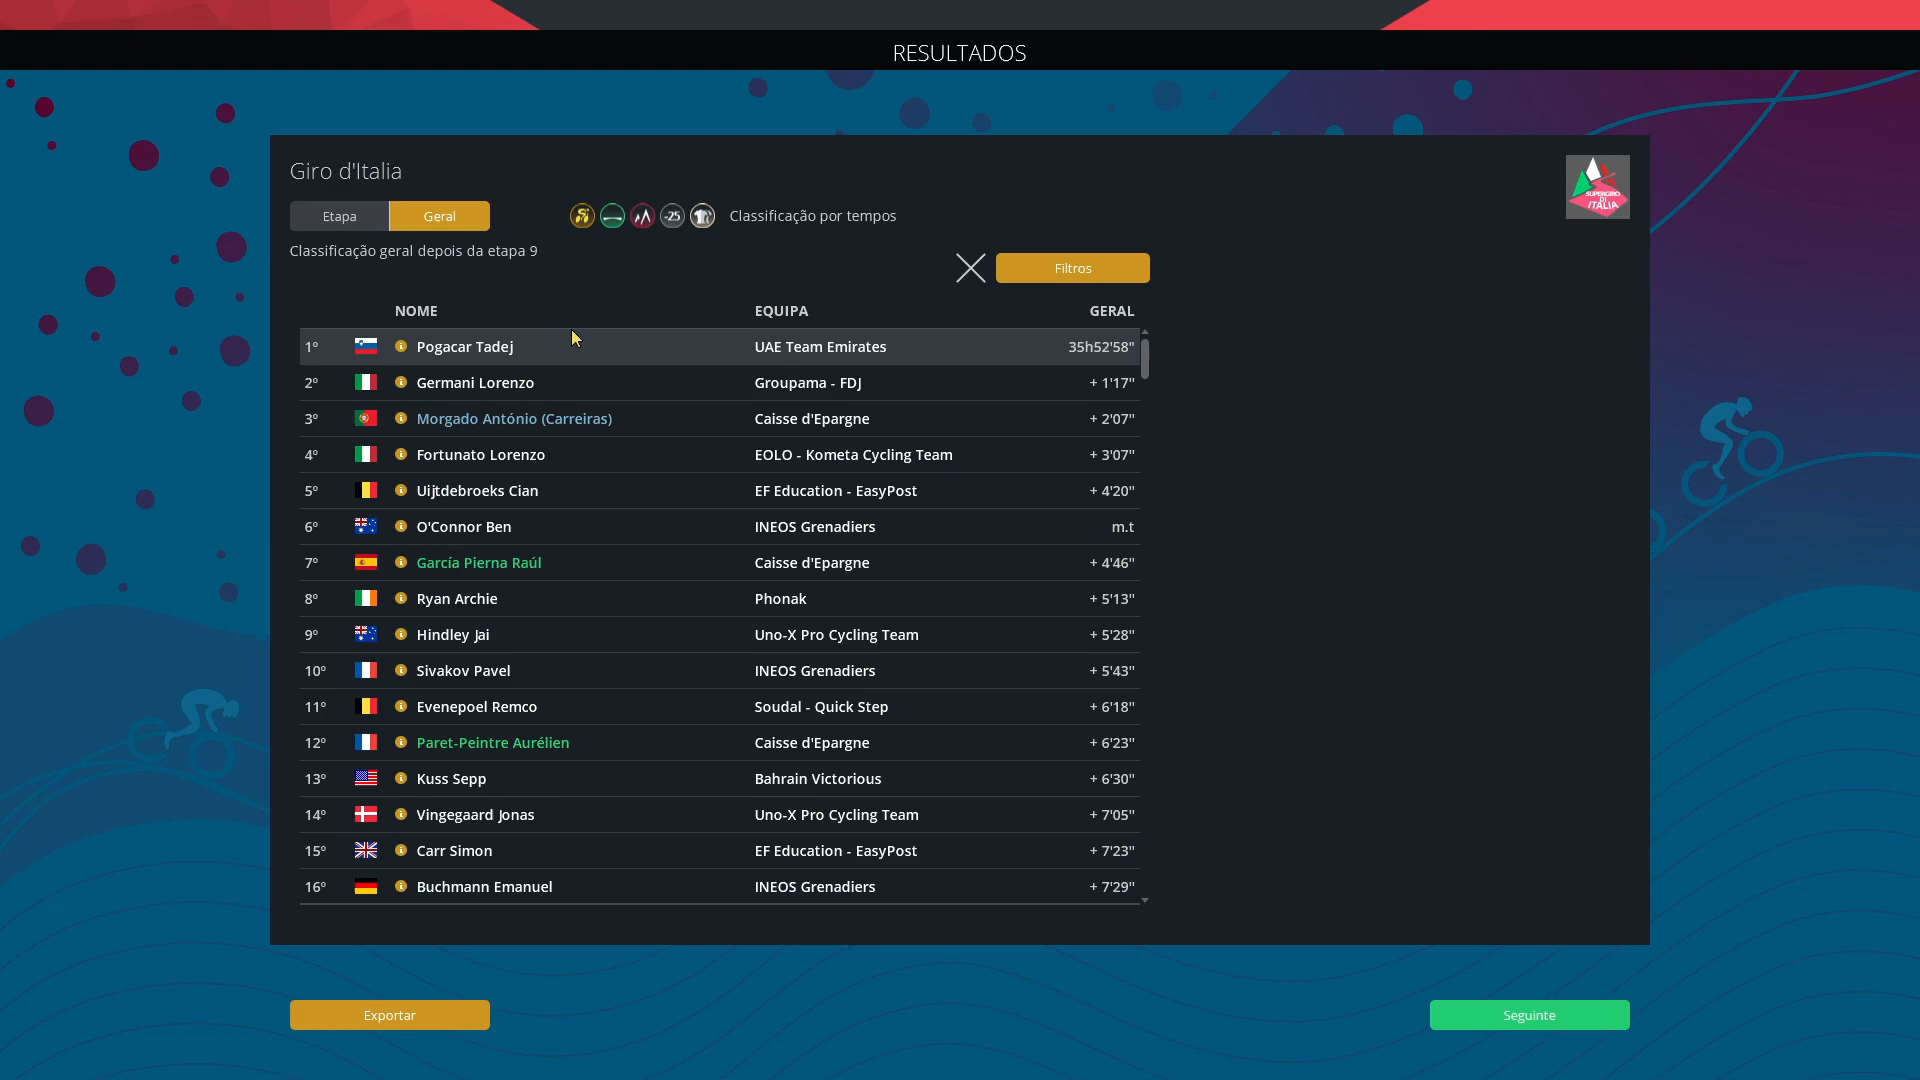 RESULTADOS
Giro d'Italia
SUPERGIRO
DI
ITALIA
Etapa Geral -25 Classificação por tempos
Classificação geral depois da etapa 9
Filtros
NOME EQUIPA GERAL
1º Pogacar Tadej UAE Team Emirates 35h52'58''
2º Germani Lorenzo Groupama - FDJ + 1'17''
3º Morgado António (Carreiras) Caisse d'Epargne + 2'07''
4º Fortunato Lorenzo EOLO - Kometa Cycling Team + 3'07''
5º Uijtdebroeks Cian EF Education - EasyPost + 4'20''
6º O'Connor Ben INEOS Grenadiers m.t
7º García Pierna Raúl Caisse d'Epargne + 4'46''
8º Ryan Archie Phonak + 5'13''
9º Hindley Jai Uno-X Pro Cycling Team + 5'28''
10º Sivakov Pavel INEOS Grenadiers + 5'43''
11º Evenepoel Remco Soudal - Quick Step + 6'18''
12º Paret-Peintre Aurélien Caisse d'Epargne + 6'23''
13º Kuss Sepp Bahrain Victorious + 6'30''
14º Vingegaard Jonas Uno-X Pro Cycling Team + 7'05''
15º Carr Simon EF Education - EasyPost + 7'23''
16º Buchmann Emanuel INEOS Grenadiers + 7'29''
Exportar Seguinte